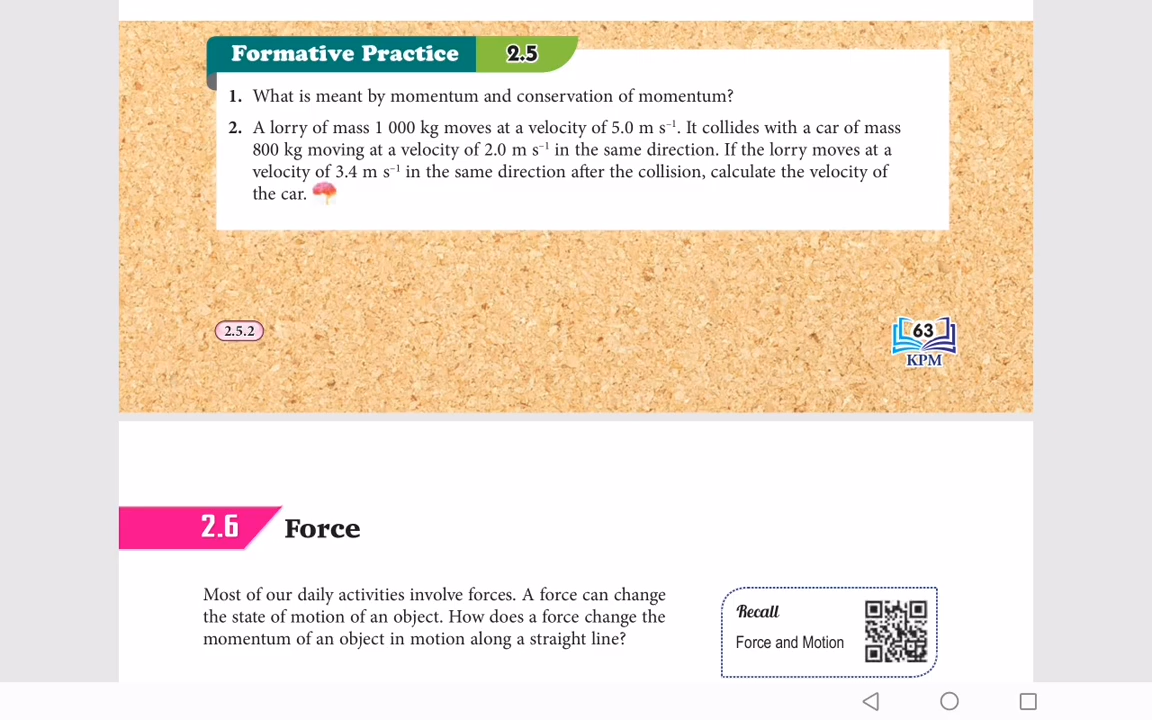 Formative Practice 2.5
1. What is meant by momentum and conservation of momentum?
2. A lorry of mass 1 000 kg moves at a velocity of 5.0 m s⁻¹. It collides with a car of mass
800 kg moving at a velocity of 2.0 m s⁻¹ in the same direction. If the lorry moves at a
velocity of 3.4 m s⁻¹ in the same direction after the collision, calculate the velocity of
the car.
2.5.2
63
KPM
2.6 Force
Most of our daily activities involve forces. A force can change
the state of motion of an object. How does a force change the
momentum of an object in motion along a straight line?
Recall
Force and Motion